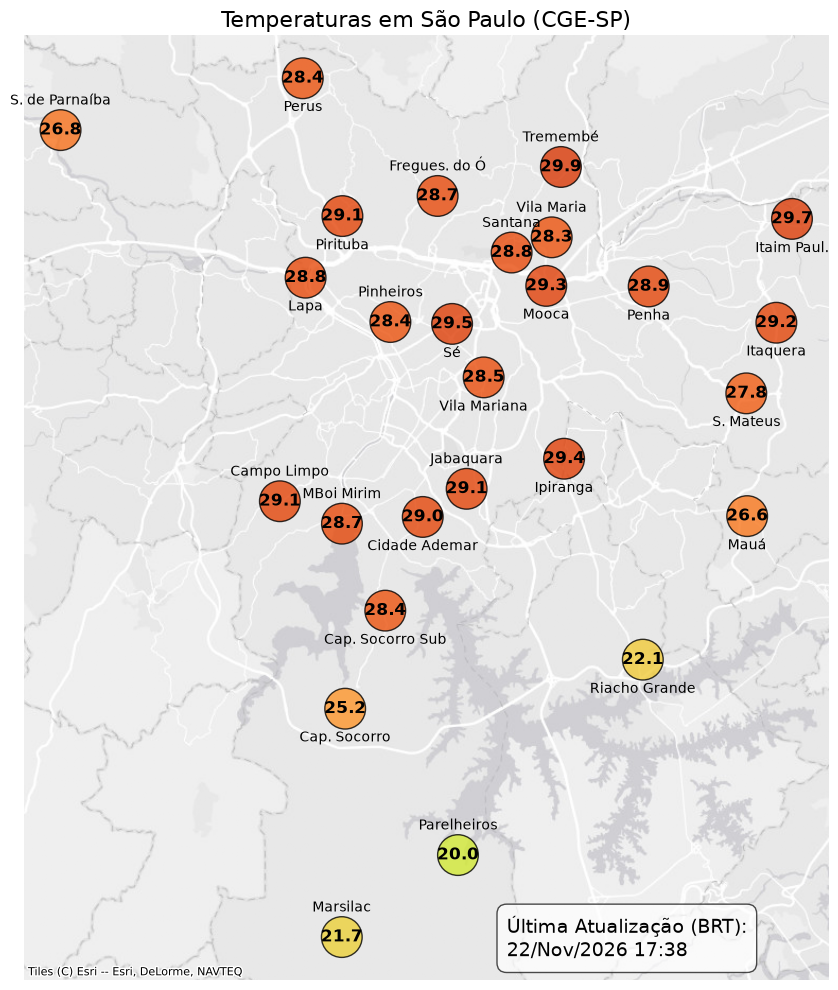 Temperaturas em São Paulo (CGE-SP)
28.4
Perus
S. de Parnaíba
26.8
Tremembé
29.9
Fregues. do Ó
28.7
Vila Maria
28.3
Santana
28.8
29.1
Pirituba
29.7
Itaim Paul.
28.8
Lapa
29.3
Mooca
28.9
Penha
Pinheiros
28.4
29.5
Sé
29.2
Itaquera
28.5
Vila Mariana
27.8
S. Mateus
29.4
Ipiranga
Jabaquara
29.1
Campo Limpo
29.1
MBoi Mirim
28.7
29.0
Cidade Ademar
26.6
Mauá
28.4
Cap. Socorro Sub
22.1
Riacho Grande
25.2
Cap. Socorro
Parelheiros
20.0
Marsilac
21.7
Última Atualização (BRT):
22/Nov/2026 17:38
Tiles (C) Esri -- Esri, DeLorme, NAVTEQ